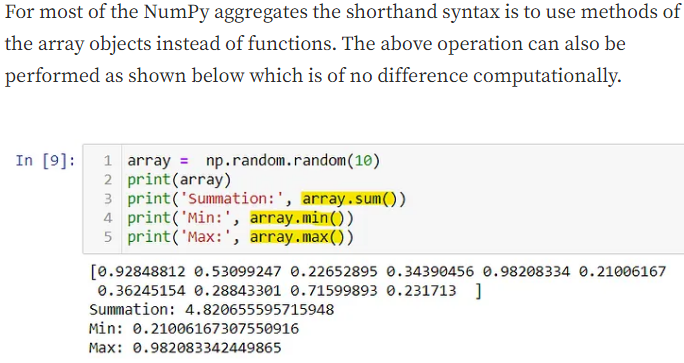 For most of the NumPy aggregates the shorthand syntax is to use methods of
the array objects instead of functions. The above operation can also be
performed as shown below which is of no difference computationally.
In [9]:
1 array = np.random.random(10)
2 print(array)
3 print('Summation:', array.sum())
4 print('Min:', array.min())
5 print('Max:', array.max())
[0.92848812 0.53099247 0.22652895 0.34390456 0.98208334 0.21006167
0.36245154 0.28843301 0.71599893 0.231713 ]
Summation: 4.820655595715948
Min: 0.21006167307550916
Max: 0.982083342449865